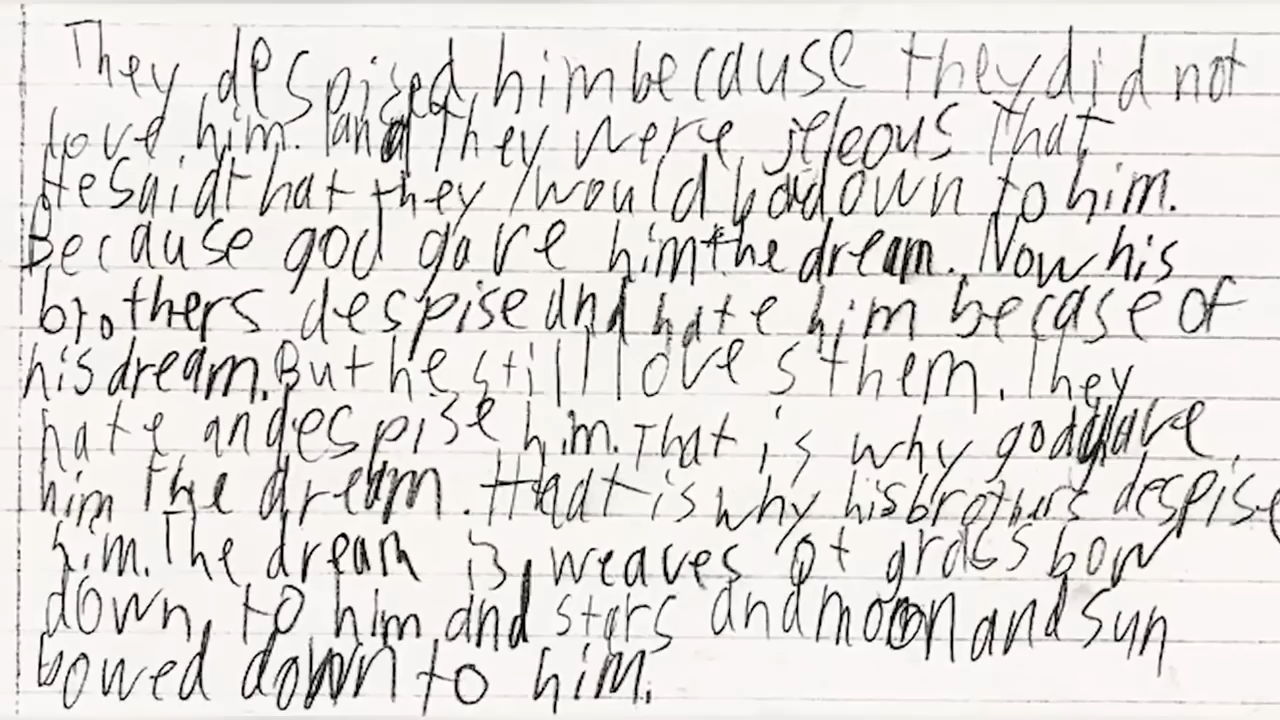 They despised him because they did not
love him. and they were jeleous That
He said that they would bow down to him.
Because god gave him the dream. Now his
brothers despise and hate him becase of
his dream. But he still loves them. They
hate an despise him. That is why god gave
him the dream. That is why his brothers despise
him. The dream is, weaves of grass bow
down, to him and stars and moon and sun
bowed down to him.